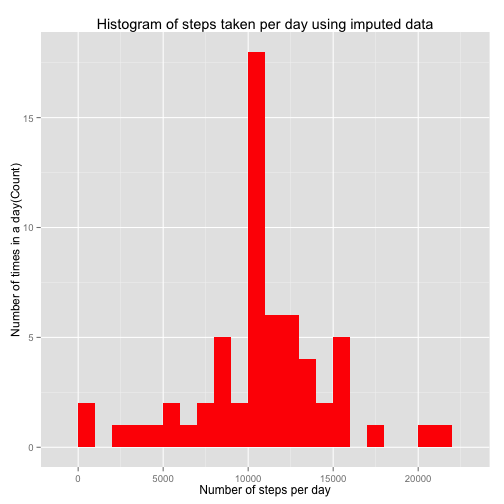 Histogram of steps taken per day using imputed data
Number of times in a day(Count)
15
10
5
0
0 5000 10000 15000 20000
Number of steps per day